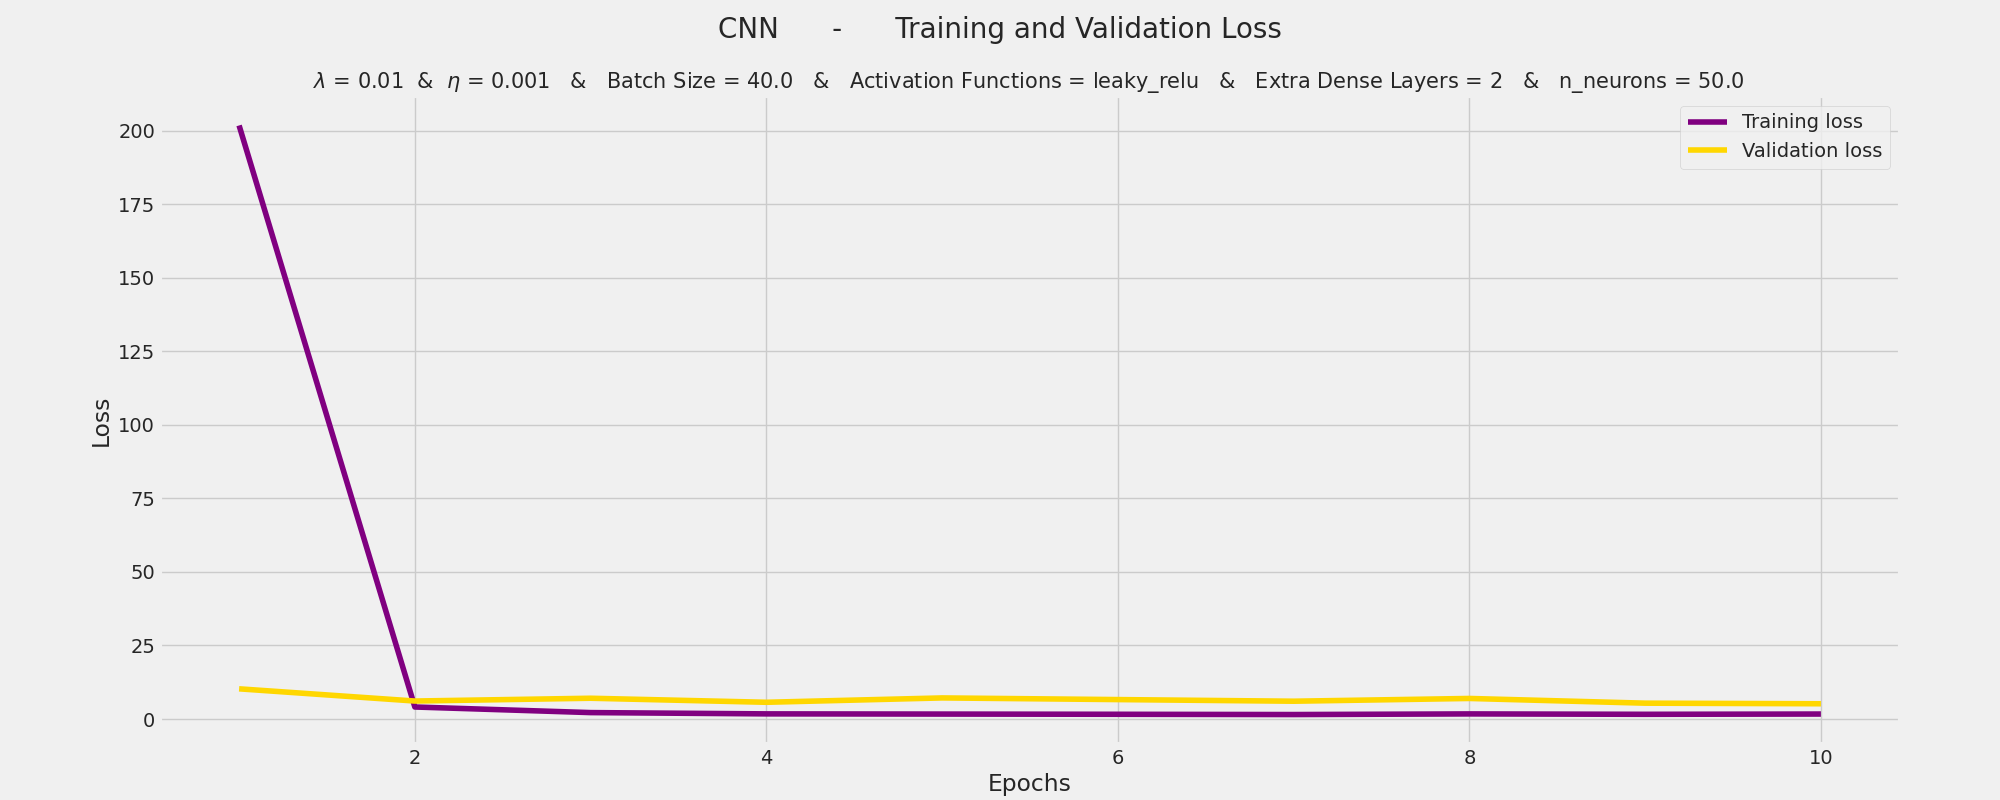 CNN - Training and Validation Loss
λ = 0.01 & η = 0.001 & Batch Size = 40.0 & Activation Functions = leaky_relu & Extra Dense Layers = 2 & n_neurons = 50.0
Training loss
Validation loss
200
175
150
125
100
75
50
25
0
Loss
2 4 6 8 10
Epochs